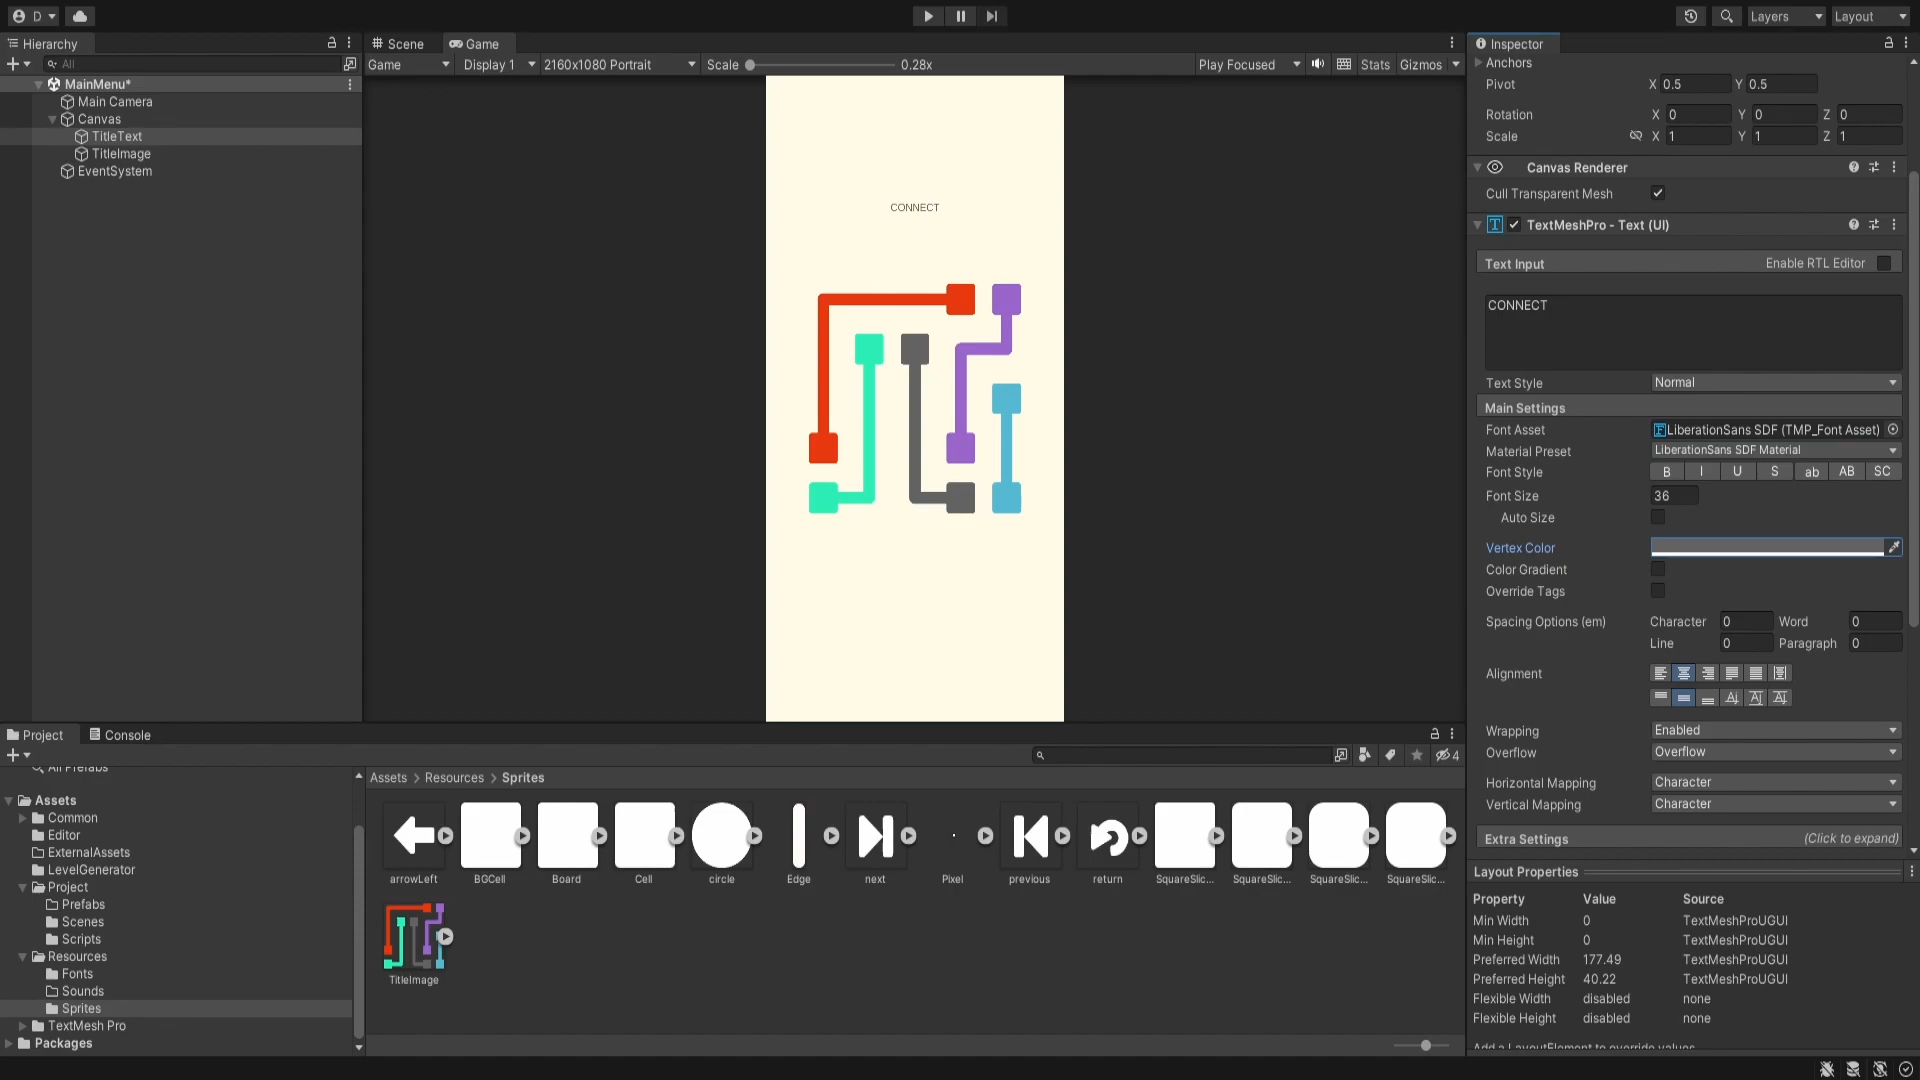 D
Layers
Layout
Hierarchy
Scene
Game
Inspector
All
Game
Display 1
2160x1080 Portrait
Scale
0.28x
Play Focused
Stats
Gizmos
MainMenu*
Main Camera
Canvas
TitleText
TitleImage
EventSystem
CONNECT
Anchors
Pivot X 0.5 Y 0.5
Rotation X 0 Y 0 Z 0
Scale X 1 Y 1 Z 1
Canvas Renderer
Cull Transparent Mesh
TextMeshPro - Text (UI)
Text Input
Enable RTL Editor
CONNECT
Text Style Normal
Main Settings
Font Asset LiberationSans SDF (TMP_Font Asset)
Material Preset LiberationSans SDF Material
Font Style B I U S ab AB SC
Font Size 36
Auto Size
Vertex Color
Color Gradient
Override Tags
Spacing Options (em) Character 0 Word 0
Line 0 Paragraph 0
Alignment
Wrapping Enabled
Overflow Overflow
Horizontal Mapping Character
Vertical Mapping Character
Extra Settings (Click to expand)
Layout Properties
Property Value Source
Min Width 0 TextMeshProUGUI
Min Height 0 TextMeshProUGUI
Preferred Width 177.49 TextMeshProUGUI
Preferred Height 40.22 TextMeshProUGUI
Flexible Width disabled none
Flexible Height disabled none
Add a LayoutElement to override values
Project
Console
4
All Prefabs
Assets
Common
Editor
ExternalAssets
LevelGenerator
Project
Prefabs
Scenes
Scripts
Resources
Fonts
Sounds
Sprites
TextMesh Pro
Packages
Assets > Resources > Sprites
arrowLeft
BGCell
Board
Cell
circle
Edge
next
Pixel
previous
return
SquareSlic...
SquareSlic...
SquareSlic...
SquareSlic...
TitleImage